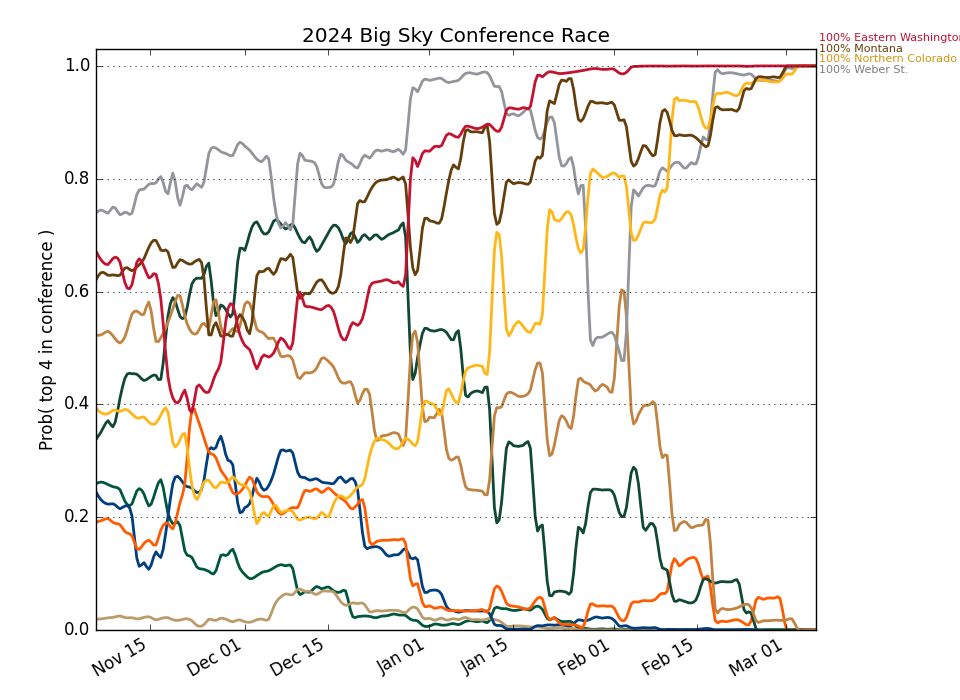 2024 Big Sky Conference Race
100% Eastern Washington
100% Montana
100% Northern Colorado
100% Weber St.
Prob( top 4 in conference )
1.0
0.8
0.6
0.4
0.2
0.0
Nov 15
Dec 01
Dec 15
Jan 01
Jan 15
Feb 01
Feb 15
Mar 01